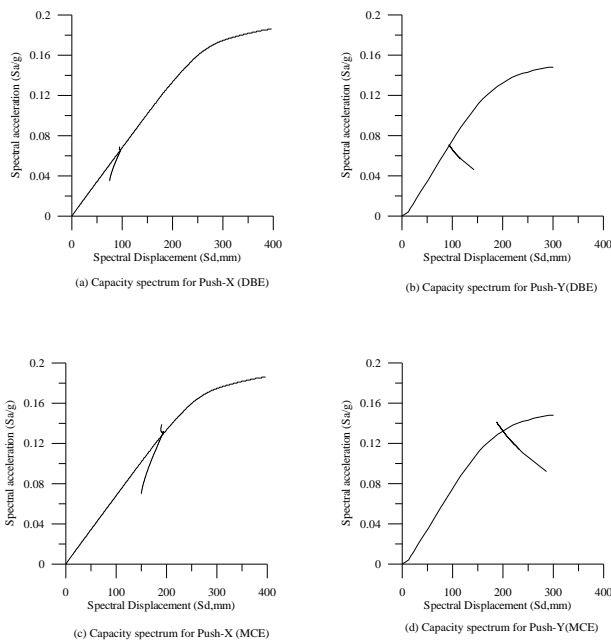 0.2
0.16
0.12
0.08
0.04
0
Spectral acceleration (Sa/g)
0 100 200 300 400
Spectral Displacement (Sd,mm)
(a) Capacity spectrum for Push-X (DBE)
0.2
0.16
0.12
0.08
0.04
0
Spectral acceleration (Sa/g)
0 100 200 300 400
Spectral Displacement (Sd,mm)
(b) Capacity spectrum for Push-Y(DBE)
0.2
0.16
0.12
0.08
0.04
0
Spectral acceleration (Sa/g)
0 100 200 300 400
Spectral Displacement (Sd,mm)
(c) Capacity spectrum for Push-X (MCE)
0.2
0.16
0.12
0.08
0.04
0
Spectral acceleration (Sa/g)
0 100 200 300 400
Spectral Displacement (Sd,mm)
(d) Capacity spectrum for Push-Y(MCE)